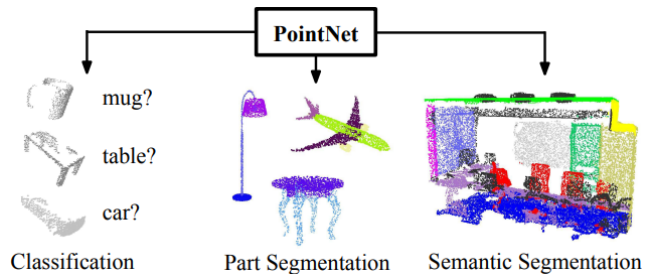 PointNet
mug?
table?
car?
Classification
Part Segmentation
Semantic Segmentation